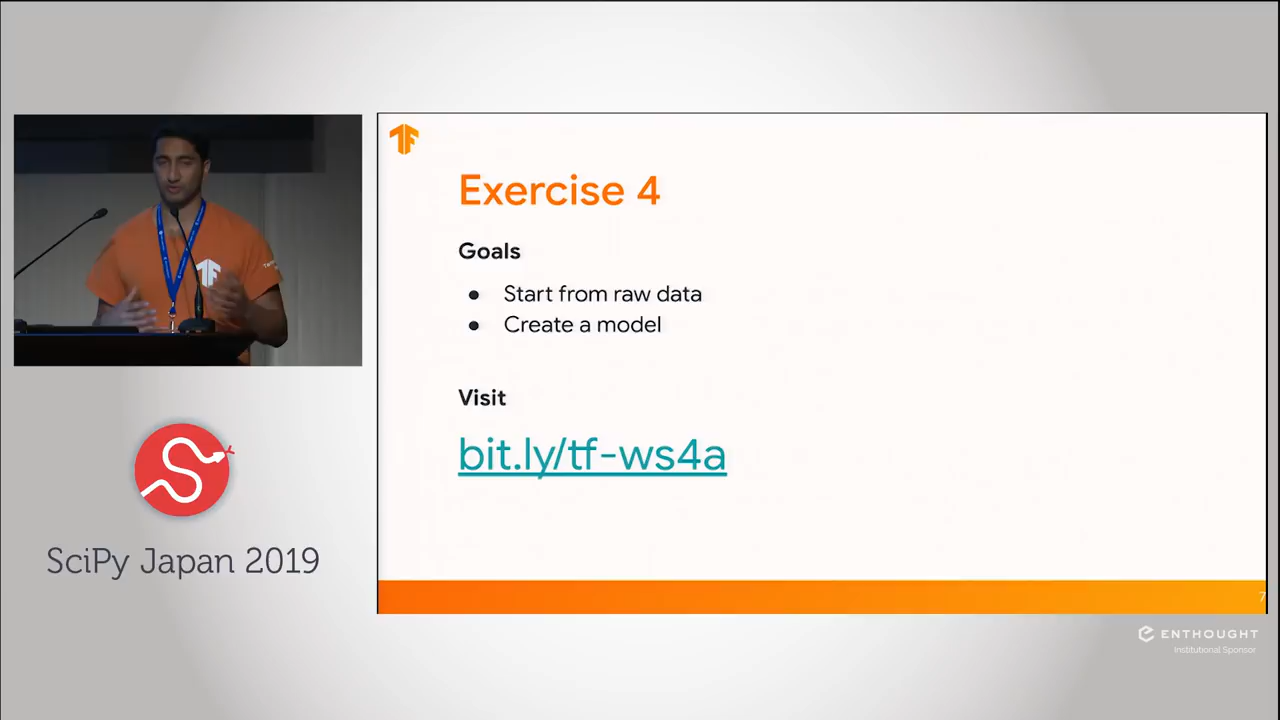 Exercise 4
Goals
● Start from raw data
● Create a model
Visit
bit.ly/tf-ws4a
SciPy Japan 2019
7
ENTHOUGHT
Institutional Sponsor